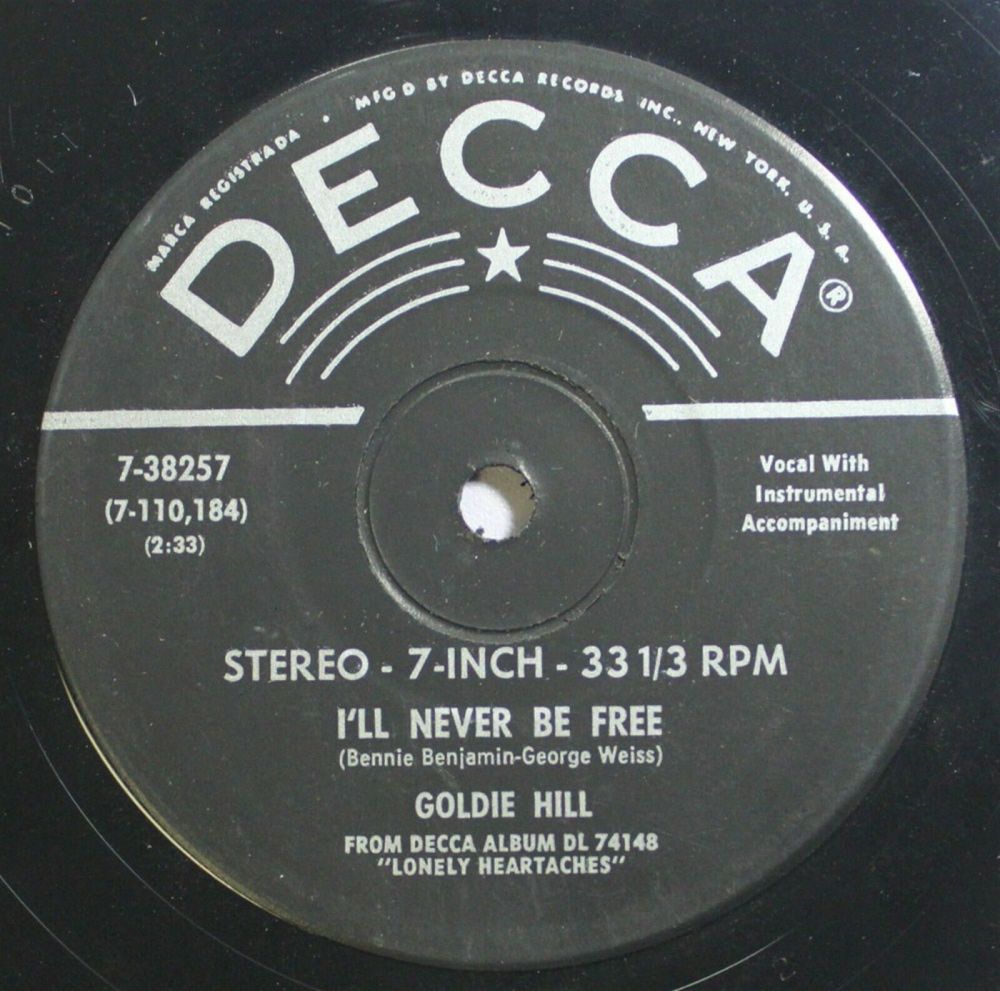 MARCA REGISTRADA • MFG'D BY DECCA RECORDS INC., NEW YORK, U. S. A.
DECCA
®
7-38257
(7-110,184)
(2:33)
Vocal With
Instrumental
Accompaniment
STEREO - 7-INCH - 33 1/3 RPM
I'LL NEVER BE FREE
(Bennie Benjamin-George Weiss)
GOLDIE HILL
FROM DECCA ALBUM DL 74148
"LONELY HEARTACHES"